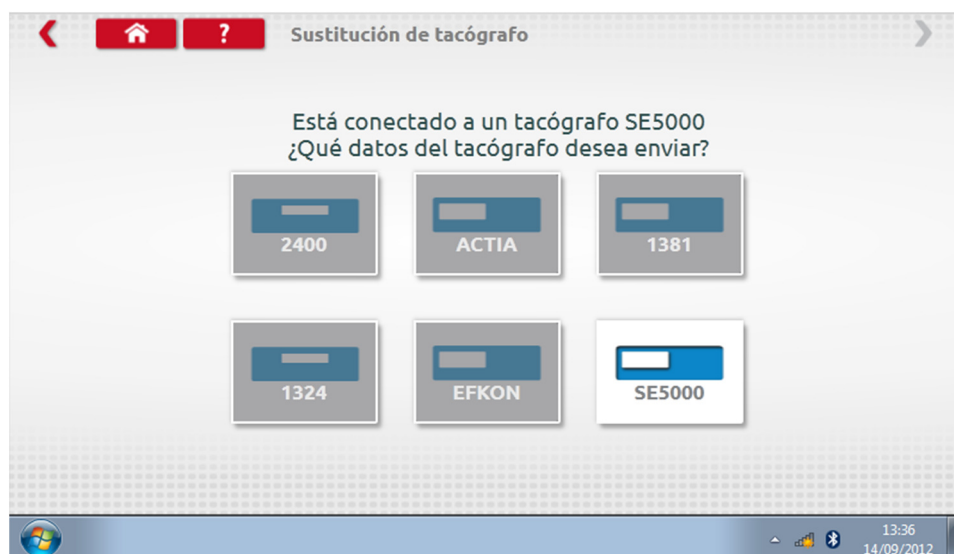 ? Sustitución de tacógrafo
Está conectado a un tacógrafo SE5000
¿Qué datos del tacógrafo desea enviar?
2400 ACTIA 1381
1324 EFKON SE5000
13:36
14/09/2012